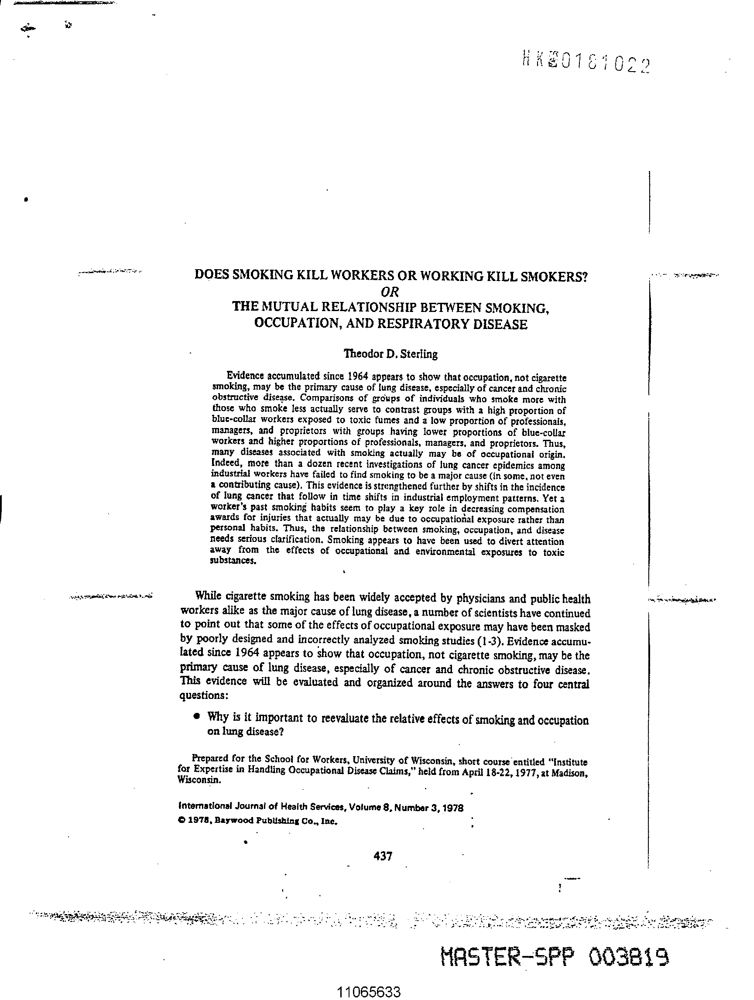 HK20181022
DOES SMOKING KILL WORKERS OR WORKING KILL SMOKERS?
OR
THE MUTUAL RELATIONSHIP BETWEEN SMOKING,
OCCUPATION, AND RESPIRATORY DISEASE
Theodor D. Sterling
Evidence accumulated since 1964 appears to show that occupation, not cigarette
smoking, may be the primary cause of lung disease, especially of cancer and chronic
obstructive disease. Comparisons of groups of individuals who smoke more with
those who smoke less actually serve to contrast groups with a high proportion of
blue-collar workers exposed to toxic fumes and a low proportion of professionals,
managers, and proprietors with groups having lower proportions of blue-collar
workers and higher proportions of professionals, managers, and proprietors. Thus,
many diseases associated with smoking actually may be of occupational origin.
Indeed, more than a dozen recent investigations of lung cancer epidemics among
industrial workers have failed to find smoking to be a major cause (in some, not even
a contributing cause). This evidence is strengthened further by shifts in the incidence
of lung cancer that follow in time shifts in industrial employment patterns. Yet a
worker's past smoking habits seem to play a key role in decreasing compensation
awards for injuries that actually may be due to occupational exposure rather than
personal habits. Thus, the relationship between smoking, occupation, and disease
needs serious clarification. Smoking appears to have been used to divert attention
away from the effects of occupational and environmental exposures to toxic
substances.
While cigarette smoking has been widely accepted by physicians and public health
workers alike as the major cause of lung disease, a number of scientists have continued
to point out that some of the effects of occupational exposure may have been masked
by poorly designed and incorrectly analyzed smoking studies (1-3). Evidence accumu-
lated since 1964 appears to show that occupation, not cigarette smoking, may be the
primary cause of lung disease, especially of cancer and chronic obstructive disease.
This evidence will be evaluated and organized around the answers to four central
questions:
● Why is it important to reevaluate the relative effects of smoking and occupation
on lung disease?
Prepared for the School for Workers, University of Wisconsin, short course entitled "Institute
for Expertise in Handling Occupational Disease Claims," held from April 18-22, 1977, at Madison,
Wisconsin.
International Journal of Health Services, Volume 8, Number 3, 1978
© 1978, Baywood Publishing Co., Inc.
437
MASTER-SPP 003819
11065633